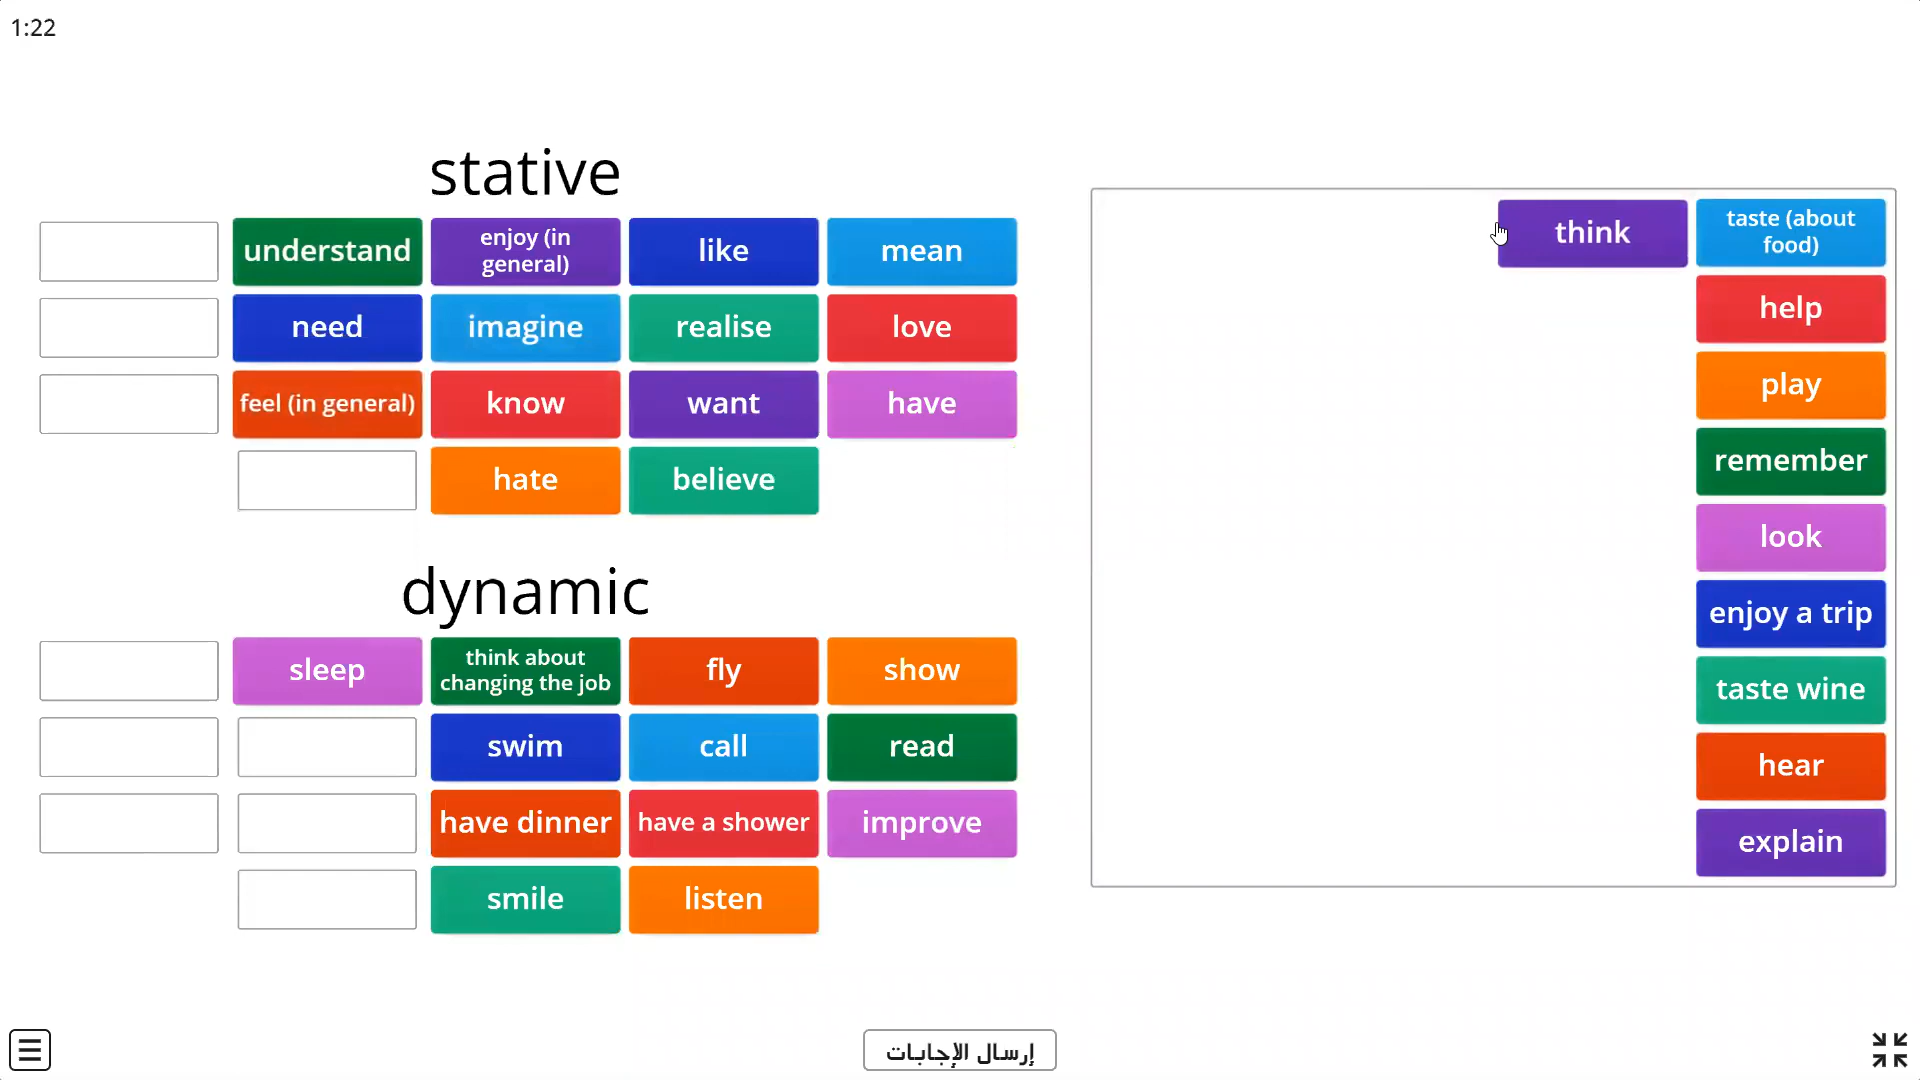 1:22
stative
understand
enjoy (in
general)
like
mean
need
imagine
realise
love
feel (in general)
know
want
have
hate
believe
dynamic
sleep
think about
changing the job
fly
show
swim
call
read
have dinner
have a shower
improve
smile
listen
think
taste (about
food)
help
play
remember
look
enjoy a trip
taste wine
hear
explain
إرسال الإجابات